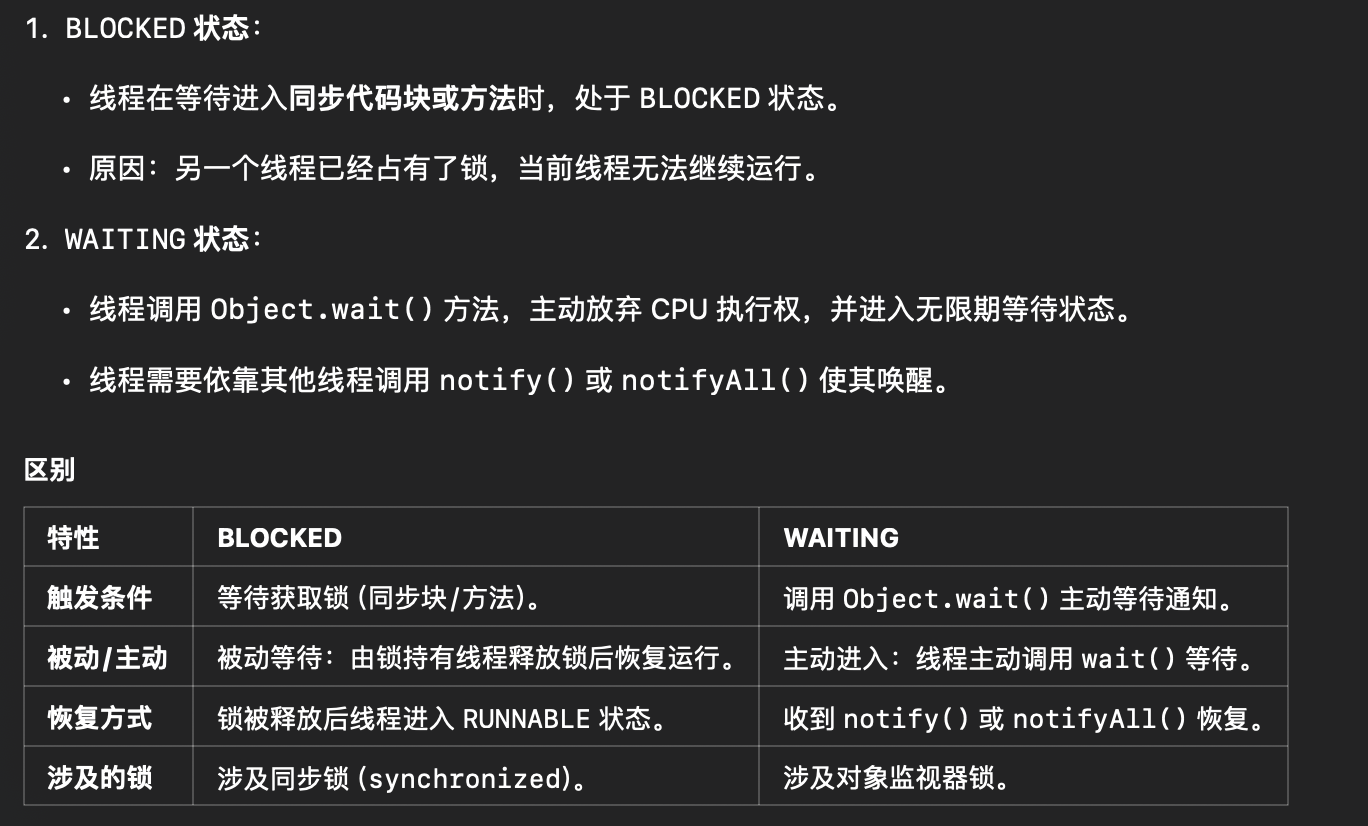 1. BLOCKED 状态：
• 线程在等待进入同步代码块或方法时，处于 BLOCKED 状态。
• 原因：另一个线程已经占有了锁，当前线程无法继续运行。
2. WAITING 状态：
• 线程调用 Object.wait() 方法，主动放弃 CPU 执行权，并进入无限期等待状态。
• 线程需要依靠其他线程调用 notify() 或 notifyAll() 使其唤醒。
区别
特性 BLOCKED WAITING
触发条件 等待获取锁 (同步块/方法)。 调用 Object.wait() 主动等待通知。
被动/主动 被动等待：由锁持有线程释放锁后恢复运行。 主动进入：线程主动调用 wait() 等待。
恢复方式 锁被释放后线程进入 RUNNABLE 状态。 收到 notify() 或 notifyAll() 恢复。
涉及的锁 涉及同步锁 (synchronized)。 涉及对象监视器锁。